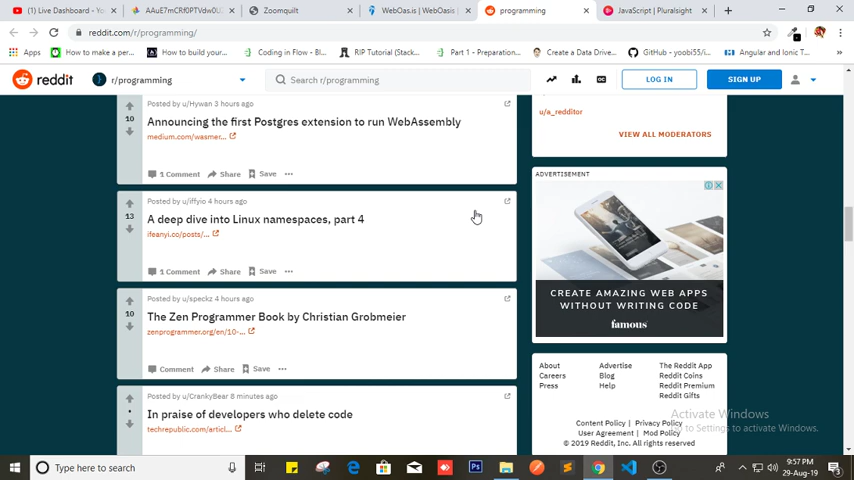 (1) Live Dashboard - Yo
AAuE7mCRf0PTVdw0U
Zoomquilt
WebOas.is | WebOasis
programming
JavaScript | Pluralsight
reddit.com/r/programming/
Apps
How to make a per...
How to build your...
Coding in Flow - B...
RIP Tutorial (Stack...
Part 1 - Preparation...
Create a Data Drive...
GitHub - yoobi55/i...
Angular and Ionic T...
reddit
r/programming
Search r/programming
LOG IN
SIGN UP
Posted by u/Hywan 3 hours ago
10
Announcing the first Postgres extension to run WebAssembly
medium.com/wasmer...
1 Comment
Share
Save
Posted by u/iffyio 4 hours ago
13
A deep dive into Linux namespaces, part 4
ifeanyi.co/posts/...
1 Comment
Share
Save
Posted by u/speckz 4 hours ago
10
The Zen Programmer Book by Christian Grobmeier
zenprogrammer.org/en/10-...
Comment
Share
Save
Posted by u/CrankyBear 8 minutes ago
•
In praise of developers who delete code
techrepublic.com/articl...
u/a_redditor
VIEW ALL MODERATORS
ADVERTISEMENT
CREATE AMAZING WEB APPS
WITHOUT WRITING CODE
famous
About
Advertise
The Reddit App
Careers
Blog
Reddit Coins
Press
Help
Reddit Premium
Reddit Gifts
Content Policy | Privacy Policy
User Agreement | Mod Policy
© 2019 Reddit, Inc. All rights reserved
Activate Windows
to Settings to activate Windows.
Type here to search
9:57 PM
29-Aug-19
3